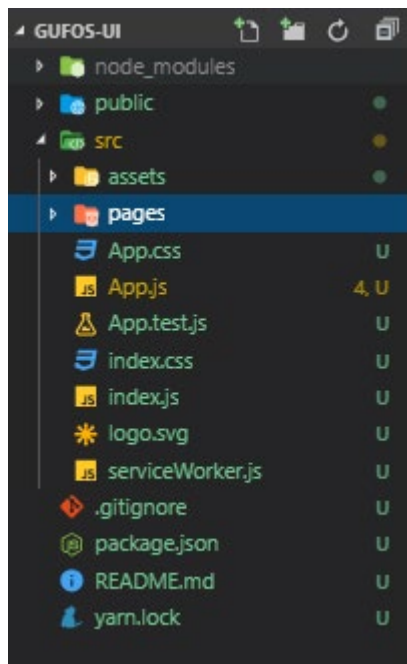 GUFOS-UI
node_modules
public
src
assets
pages
App.css U
App.js 4, U
App.test.js U
index.css U
index.js U
logo.svg U
serviceWorker.js U
.gitignore U
package.json U
README.md U
yarn.lock U